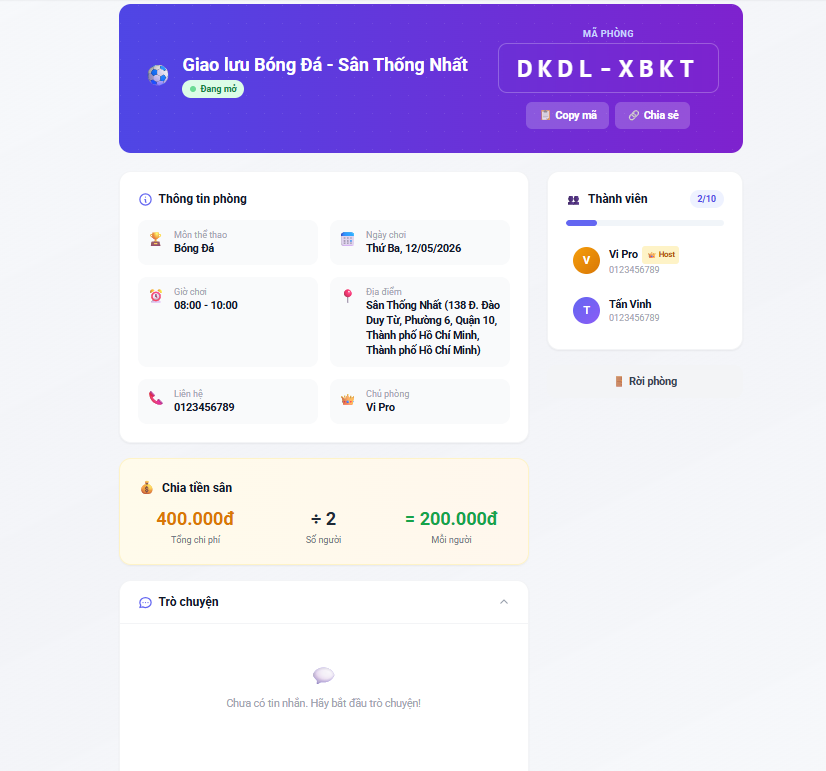 Giao lưu Bóng Đá - Sân Thống Nhất
Đang mở
MÃ PHÒNG
DKDL-XBKT
Copy mã
Chia sẻ
Thông tin phòng
Môn thể thao
Bóng Đá
Ngày chơi
Thứ Ba, 12/05/2026
Giờ chơi
08:00 - 10:00
Địa điểm
Sân Thống Nhất (138 Đ. Đào
Duy Từ, Phường 6, Quận 10,
Thành phố Hồ Chí Minh,
Thành phố Hồ Chí Minh)
Liên hệ
0123456789
Chủ phòng
Vi Pro
Thành viên
2/10
V
Vi Pro
Host
0123456789
T
Tấn Vinh
0123456789
Rời phòng
Chia tiền sân
400.000đ
Tổng chi phí
÷ 2
Số người
= 200.000đ
Mỗi người
Trò chuyện
Chưa có tin nhắn. Hãy bắt đầu trò chuyện!